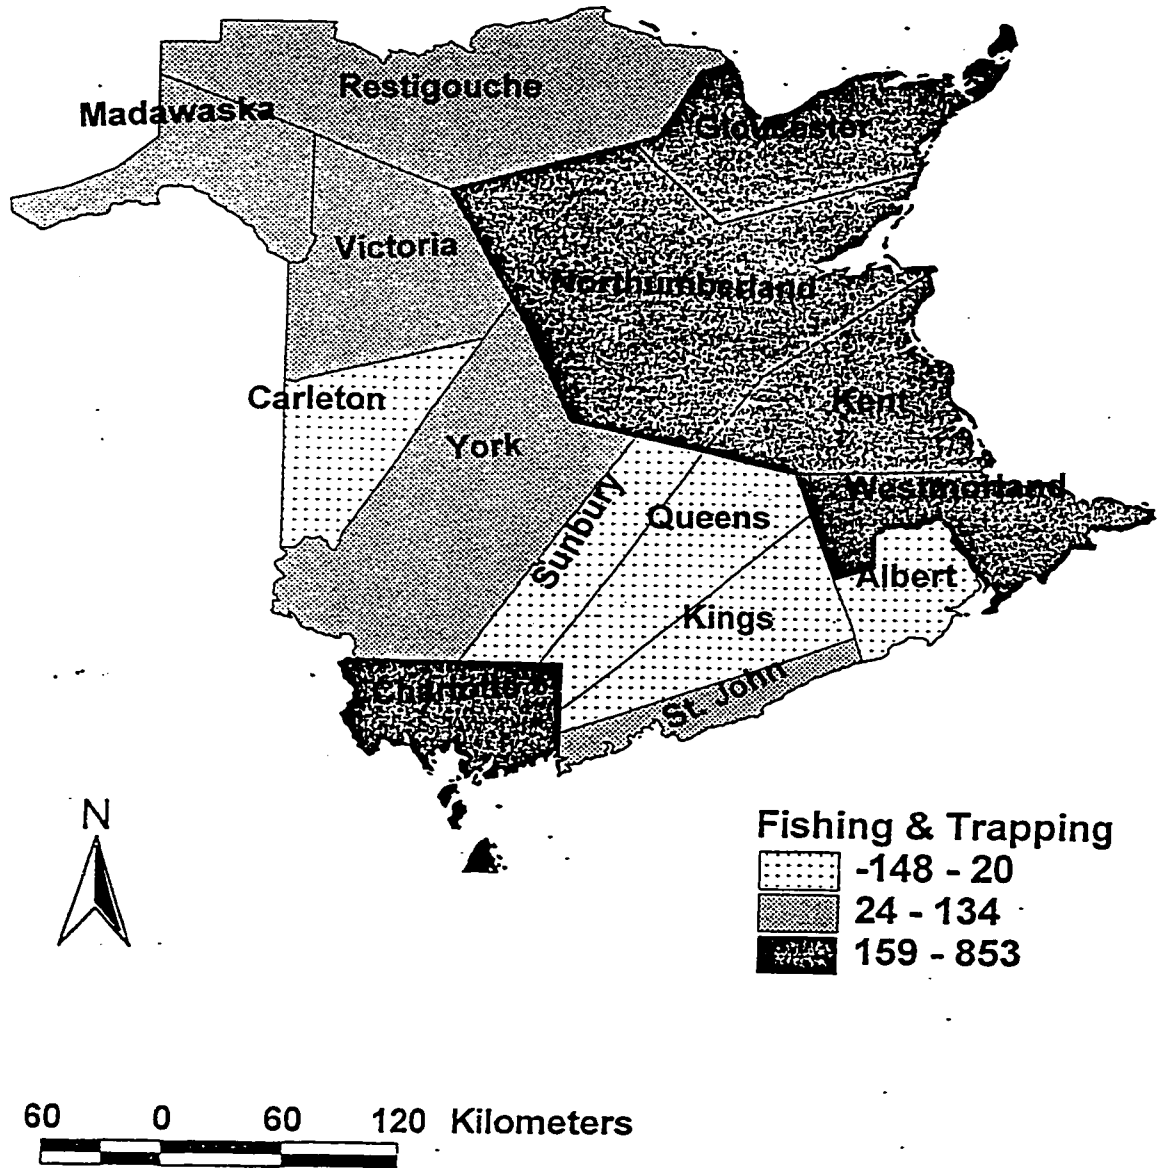 Restigouche
Madawaska
Gloucester
Victoria
Northumberland
Carleton
Kent
York
Westmorland
Sunbury
Queens
Albert
Kings
Charlotte
St. John
N
Fishing & Trapping
-148 - 20
24 - 134
159 - 853
60 0 60 120 Kilometers